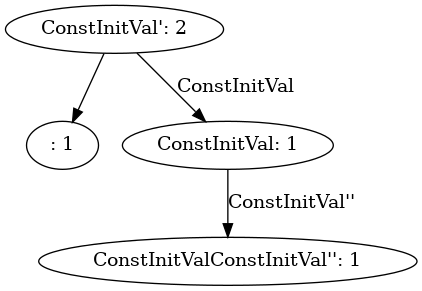 ConstInitVal': 2
ConstInitVal
: 1
ConstInitVal: 1
ConstInitVal''
ConstInitValConstInitVal'': 1